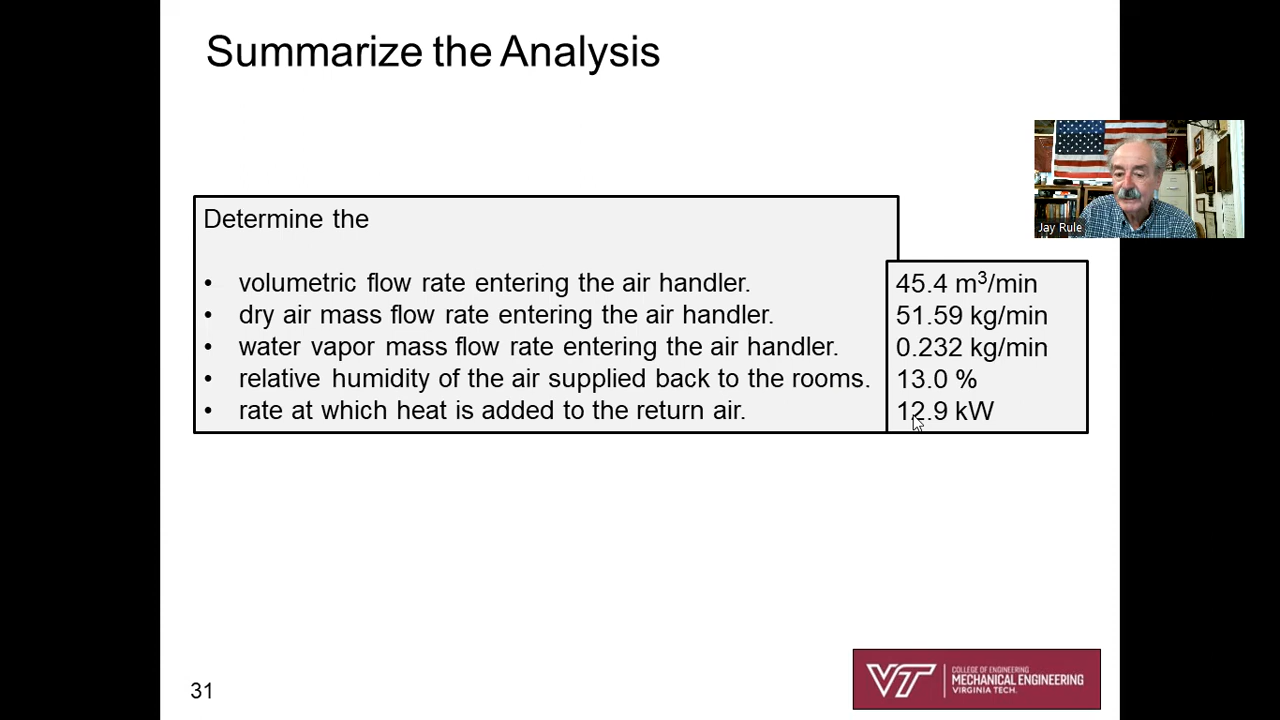 Summarize the Analysis
Jay Rule
Determine the
• volumetric flow rate entering the air handler. 45.4 m³/min
• dry air mass flow rate entering the air handler. 51.59 kg/min
• water vapor mass flow rate entering the air handler. 0.232 kg/min
• relative humidity of the air supplied back to the rooms. 13.0 %
• rate at which heat is added to the return air. 12.9 kW
31
VT
COLLEGE OF ENGINEERING
MECHANICAL ENGINEERING
VIRGINIA TECH.